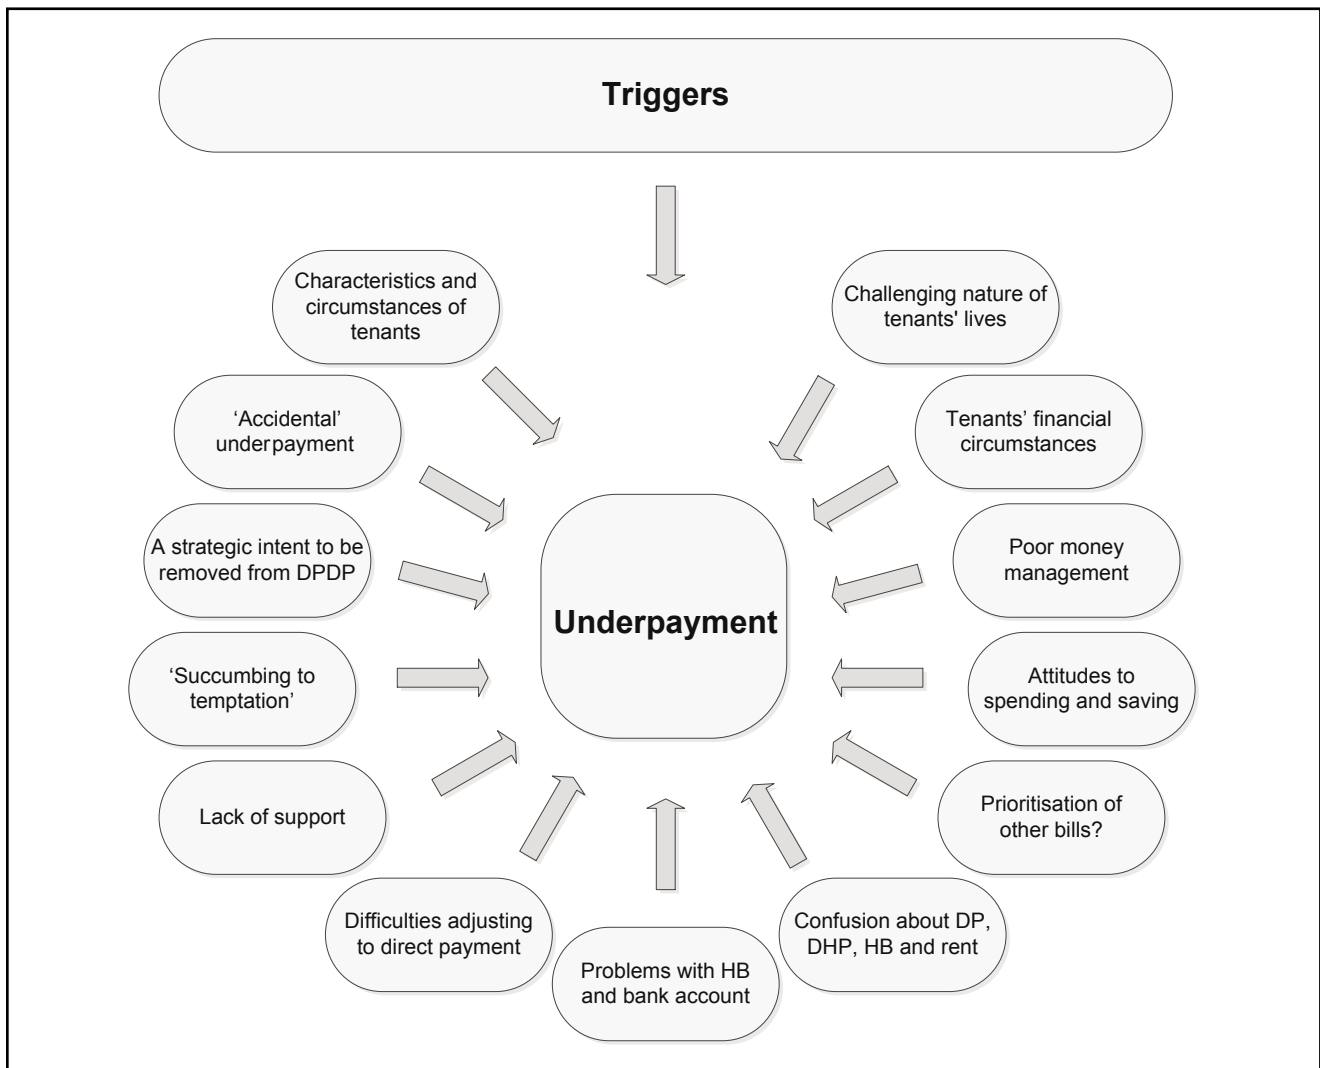 Triggers
Characteristics and
circumstances of
tenants
Challenging nature of
tenants' lives
‘Accidental’
underpayment
Tenants’ financial
circumstances
A strategic intent to be
removed from DPDP
Poor money
management
Underpayment
‘Succumbing to
temptation’
Attitudes to
spending and saving
Lack of support
Prioritisation of
other bills?
Difficulties adjusting
to direct payment
Problems with HB
and bank account
Confusion about DP,
DHP, HB and rent